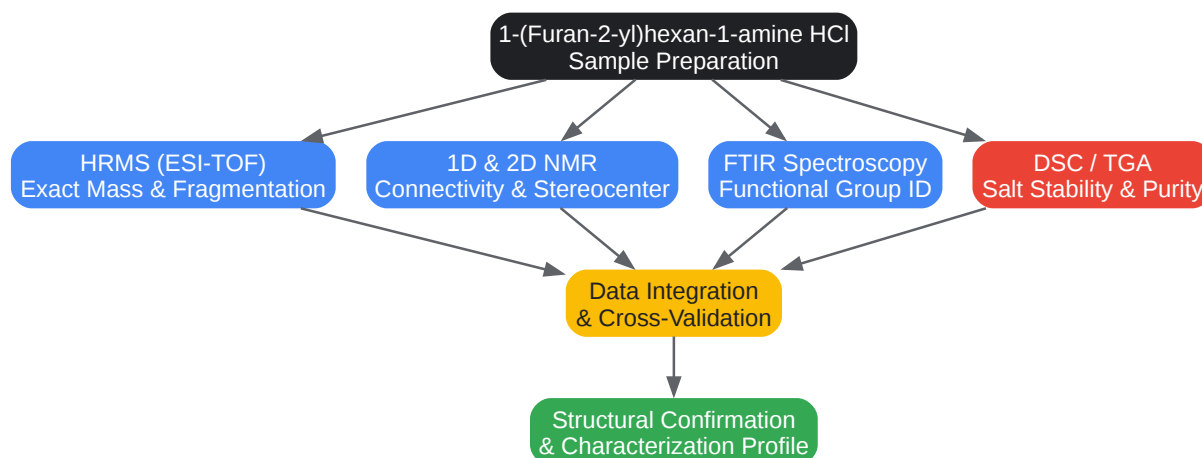 1-(Furan-2-yl)hexan-1-amine HCl
Sample Preparation
HRMS (ESI-TOF)
Exact Mass & Fragmentation
1D & 2D NMR
Connectivity & Stereocenter
FTIR Spectroscopy
Functional Group ID
DSC / TGA
Salt Stability & Purity
Data Integration
& Cross-Validation
Structural Confirmation
& Characterization Profile